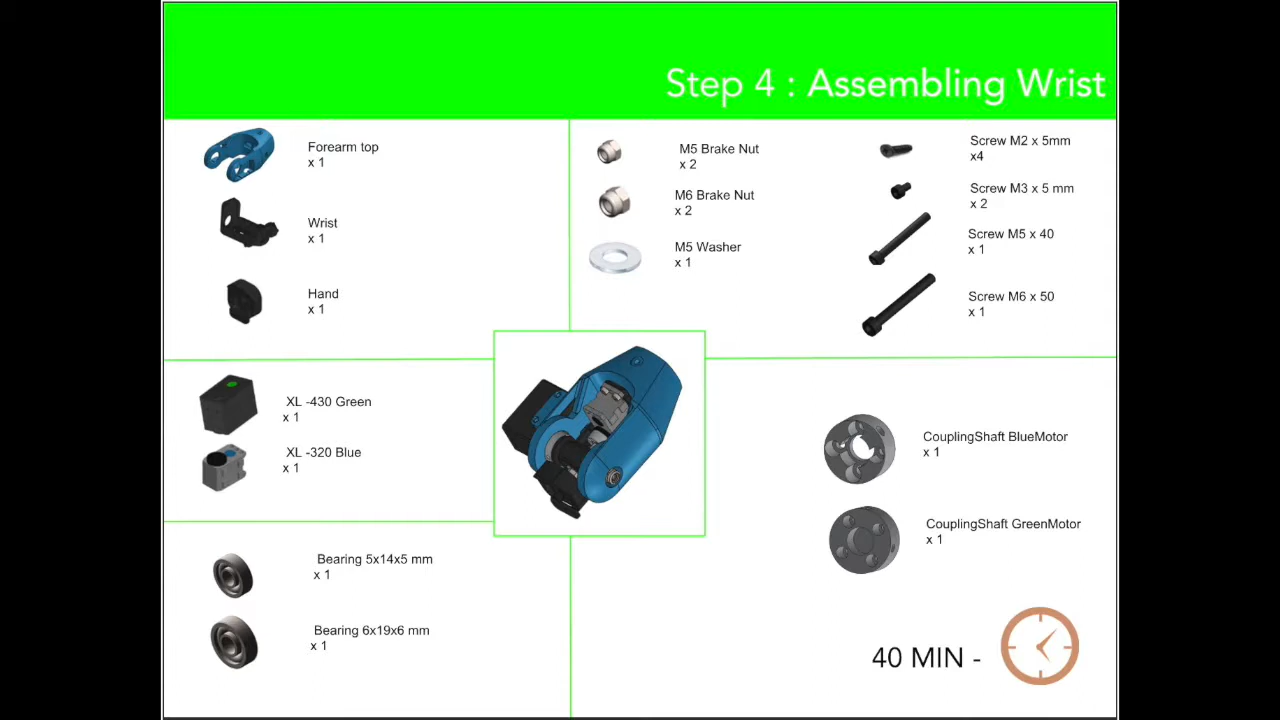 Step 4 : Assembling Wrist
Forearm top
x 1
Wrist
x 1
Hand
x 1
M5 Brake Nut
x 2
M6 Brake Nut
x 2
M5 Washer
x 1
Screw M2 x 5mm
x4
Screw M3 x 5 mm
x 2
Screw M5 x 40
x 1
Screw M6 x 50
x 1
XL -430 Green
x 1
XL -320 Blue
x 1
Bearing 5x14x5 mm
x 1
Bearing 6x19x6 mm
x 1
CouplingShaft BlueMotor
x 1
CouplingShaft GreenMotor
x 1
40 MIN -